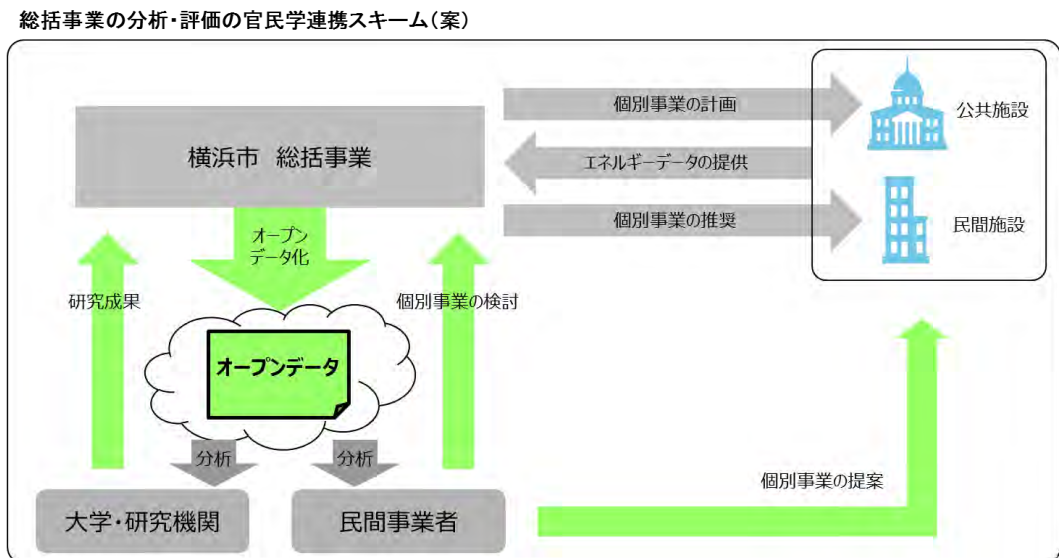 総括事業の分析・評価の官民学連携スキーム(案)
個別事業の計画
公共施設
横浜市 総括事業
エネルギーデータの提供
個別事業の推奨
民間施設
オープン
データ化
研究成果
個別事業の検討
オープンデータ
分析
分析
個別事業の提案
大学・研究機関
民間事業者